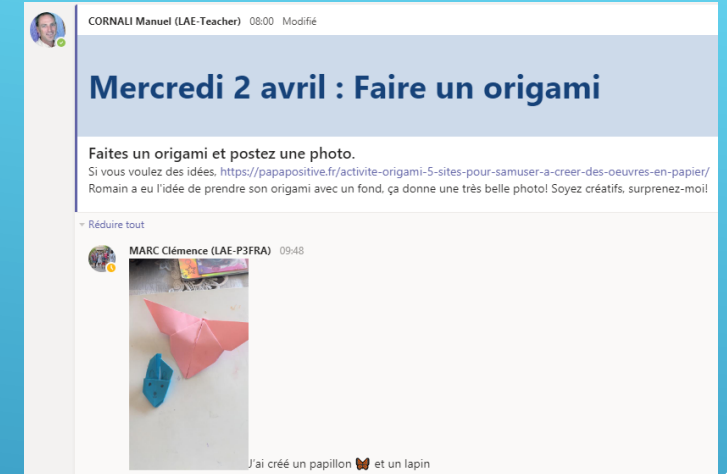 CORNALI Manuel (LAE-Teacher) 08:00 Modifié
Mercredi 2 avril : Faire un origami
Faites un origami et postez une photo.
Si vous voulez des idées, https://papapositive.fr/activite-origami-5-sites-pour-samuser-a-creer-des-oeuvres-en-papier/
Romain a eu l'idée de prendre son origami avec un fond, ça donne une très belle photo! Soyez créatifs, surprenez-moi!
Réduire tout
MARC Clémence (LAE-P3FRA) 09:48
J'ai créé un papillon 🦋 et un lapin